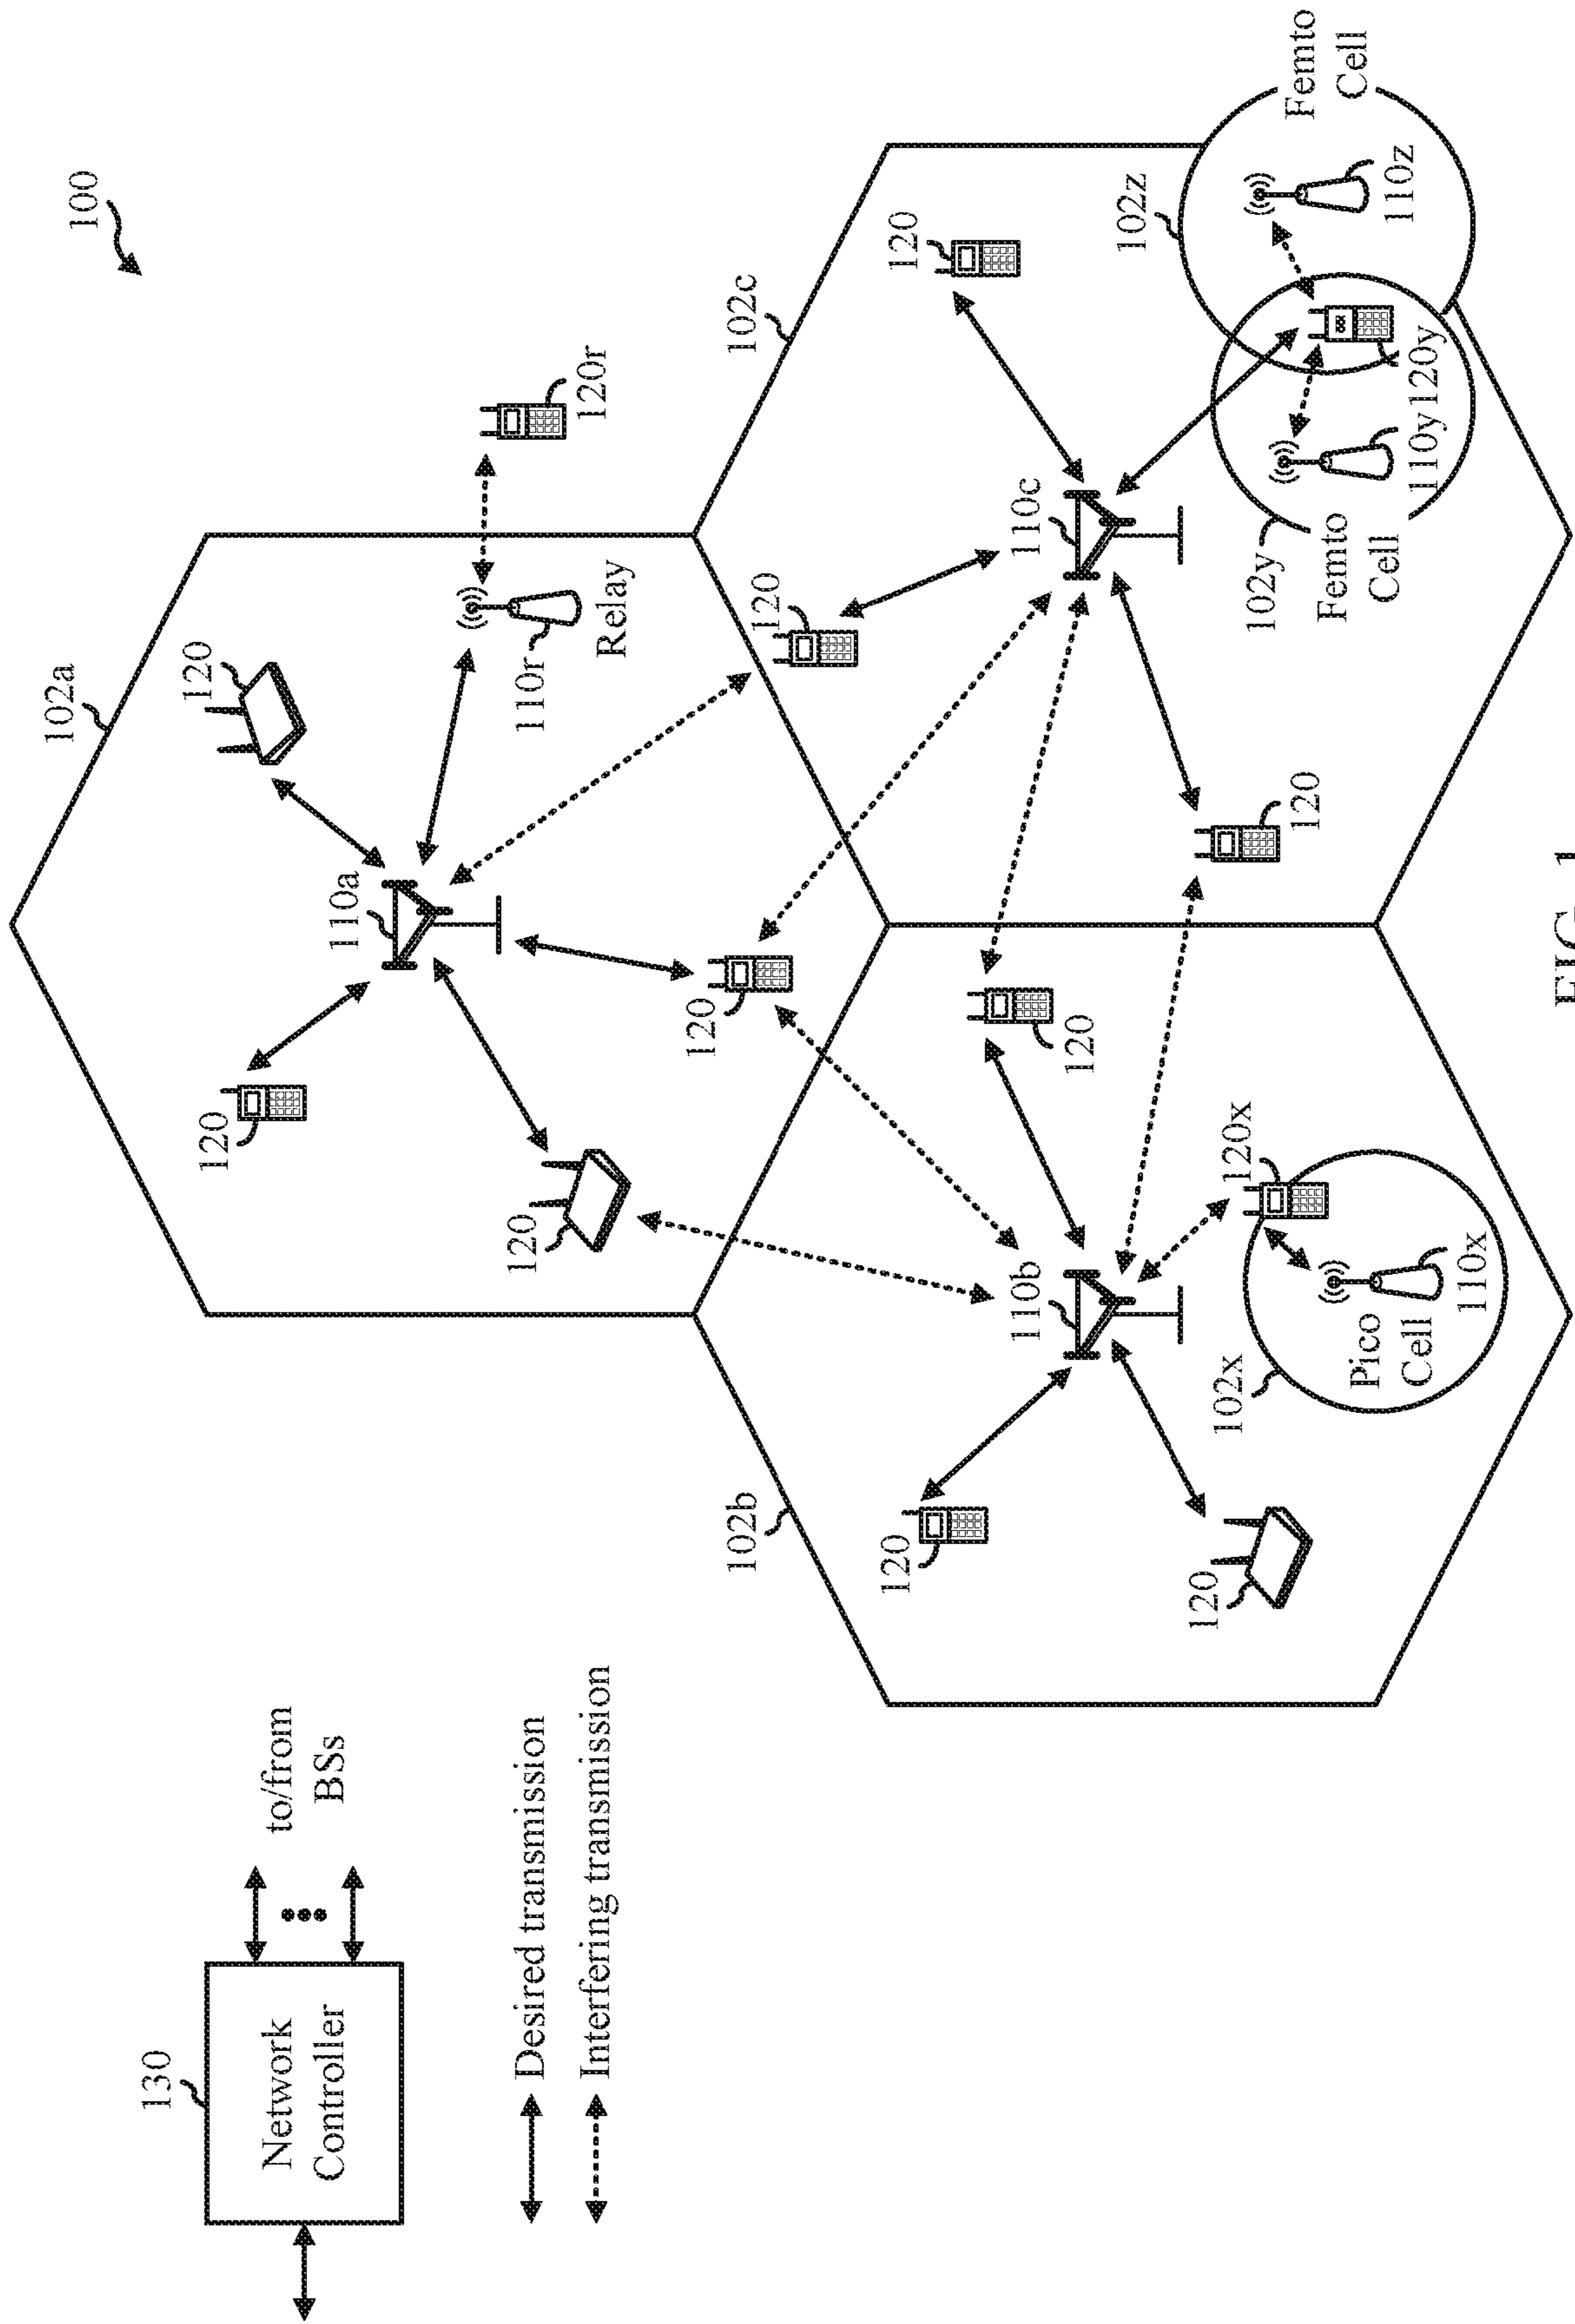 100
130
Network
Controller
to/from
BSs
Desired transmission
Interfering transmission
102a
120
120
110a
120
120
110r
Relay
120r
102b
120
120
110b
120
120x
102x
Pico
Cell
110x
102c
120
120
110c
120
102y
Femto
Cell
110y
120y
102z
110z
Femto
Cell
FIG. 1